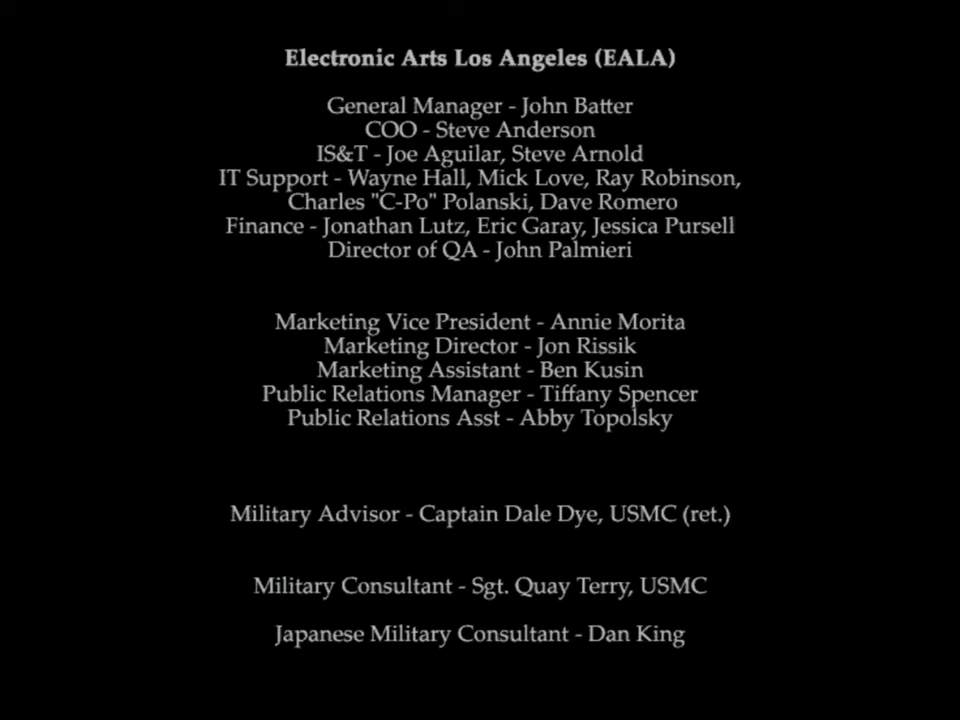 Electronic Arts Los Angeles (EALA)
General Manager - John Batter
COO - Steve Anderson
IS&T - Joe Aguilar, Steve Arnold
IT Support - Wayne Hall, Mick Love, Ray Robinson,
Charles "C-Po" Polanski, Dave Romero
Finance - Jonathan Lutz, Eric Garay, Jessica Pursell
Director of QA - John Palmieri
Marketing Vice President - Annie Morita
Marketing Director - Jon Rissik
Marketing Assistant - Ben Kusin
Public Relations Manager - Tiffany Spencer
Public Relations Asst - Abby Topolsky
Military Advisor - Captain Dale Dye, USMC (ret.)
Military Consultant - Sgt. Quay Terry, USMC
Japanese Military Consultant - Dan King